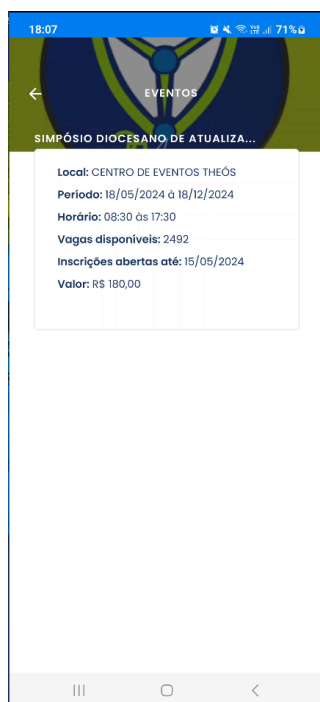 18:07
71%
EVENTOS
SIMPÓSIO DIOCESANO DE ATUALIZA...
Local: CENTRO DE EVENTOS THEÓS
Período: 18/05/2024 à 18/12/2024
Horário: 08:30 às 17:30
Vagas disponíveis: 2492
Inscrições abertas até: 15/05/2024
Valor: R$ 180,00